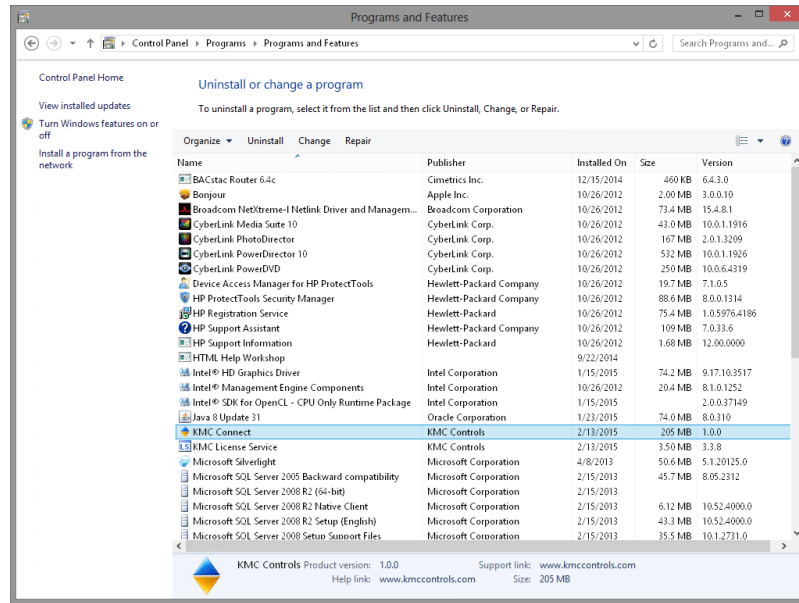 Programs and Features
Control Panel Programs Programs and Features Search Programs and...
Control Panel Home
View installed updates
Turn Windows features on or
off
Install a program from the
network
Uninstall or change a program
To uninstall a program, select it from the list and then click Uninstall, Change, or Repair.
Organize Uninstall Change Repair
Name Publisher Installed On Size Version
BACstac Router 6.4c Cimetrics Inc. 12/15/2014 460 KB 6.4.3.0
Bonjour Apple Inc. 10/26/2012 2.00 MB 3.0.0.10
Broadcom NetXtreme-I Netlink Driver and Managem... Broadcom Corporation 10/26/2012 73.4 MB 15.4.8.1
CyberLink Media Suite 10 CyberLink Corp. 10/26/2012 43.0 MB 10.0.1.1916
CyberLink PhotoDirector CyberLink Corp. 10/26/2012 167 MB 2.0.1.3209
CyberLink PowerDirector 10 CyberLink Corp. 10/26/2012 532 MB 10.0.1.1926
CyberLink PowerDVD CyberLink Corp. 10/26/2012 250 MB 10.0.6.4319
Device Access Manager for HP ProtectTools Hewlett-Packard Company 10/26/2012 19.7 MB 7.1.0.5
HP ProtectTools Security Manager Hewlett-Packard Company 10/26/2012 88.6 MB 8.0.0.1314
HP Registration Service Hewlett-Packard 10/26/2012 75.4 MB 1.0.5976.4186
HP Support Assistant Hewlett-Packard Company 10/26/2012 109 MB 7.0.33.6
HP Support Information Hewlett-Packard 10/26/2012 1.68 MB 12.00.0000
HTML Help Workshop 9/22/2014
Intel® HD Graphics Driver Intel Corporation 1/15/2015 74.2 MB 9.17.10.3517
Intel® Management Engine Components Intel Corporation 10/26/2012 20.4 MB 8.1.0.1252
Intel® SDK for OpenCL - CPU Only Runtime Package Intel Corporation 1/15/2015 2.0.0.37149
Java 8 Update 31 Oracle Corporation 1/23/2015 74.0 MB 8.0.310
KMC Connect KMC Controls 2/13/2015 205 MB 1.0.0
LS KMC License Service KMC Controls 2/13/2015 3.50 MB 3.3.8
Microsoft Silverlight Microsoft Corporation 4/8/2013 50.6 MB 5.1.20125.0
Microsoft SQL Server 2005 Backward compatibility Microsoft Corporation 2/15/2013 45.7 MB 8.05.2312
Microsoft SQL Server 2008 R2 (64-bit) Microsoft Corporation 2/15/2013
Microsoft SQL Server 2008 R2 Native Client Microsoft Corporation 2/15/2013 6.12 MB 10.52.4000.0
Microsoft SQL Server 2008 R2 Setup (English) Microsoft Corporation 2/15/2013 43.3 MB 10.52.4000.0
Microsoft SQL Server 2008 Setup Support Files Microsoft Corporation 2/15/2013 35.5 MB 10.1.2731.0
KMC Controls Product version: 1.0.0 Support link: www.kmccontrols.com
Help link: www.kmccontrols.com Size: 205 MB